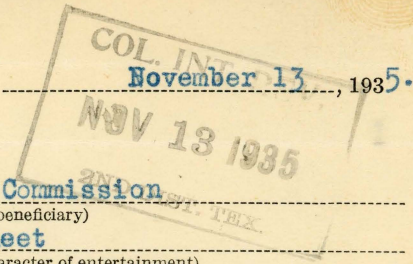 COL. INT.
November 13, 1935.
NOV 13 1935
2ND DIST. TEX.
Commission
beneficiary)
eet
aracter of entertainment)